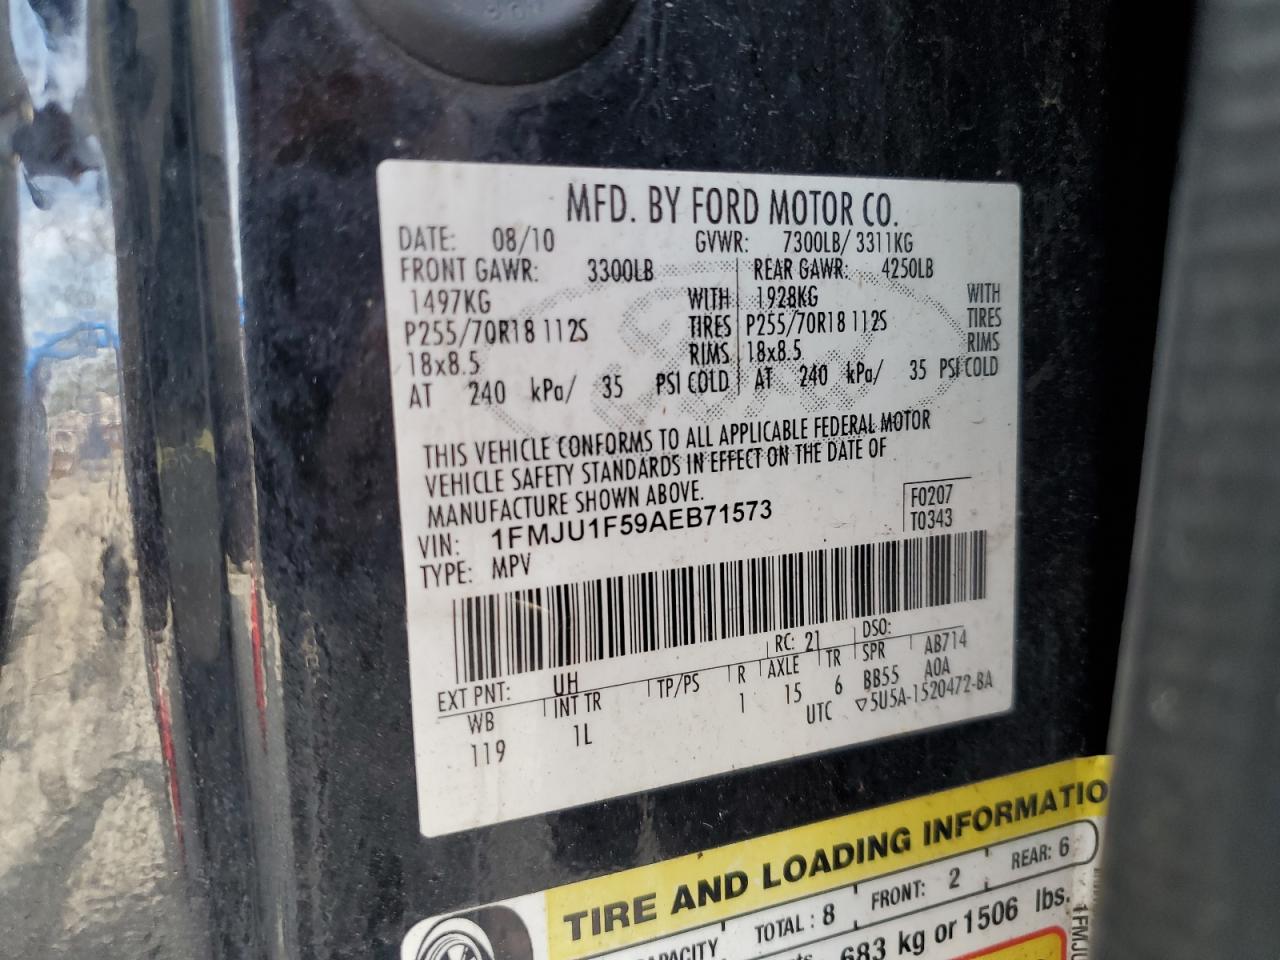 MFD. BY FORD MOTOR CO.
DATE: 08/10 GVWR: 7300LB/ 3311KG
FRONT GAWR: 3300LB REAR GAWR: 4250LB
1497KG WITH 1928KG WITH
P255/70R18 112S TIRES P255/70R18 112S TIRES
18x8.5 RIMS 18x8.5 RIMS
AT 240 kPa/ 35 PSI COLD AT 240 kPa/ 35 PSI COLD
THIS VEHICLE CONFORMS TO ALL APPLICABLE FEDERAL MOTOR
VEHICLE SAFETY STANDARDS IN EFFECT ON THE DATE OF
MANUFACTURE SHOWN ABOVE.
F0207
VIN: 1FMJU1F59AEB71573 T0343
TYPE: MPV
EXT PNT: UH RC: 21 DSO:
WB INT TR TP/PS R AXLE TR SPR AB714
119 1L 1 15 6 BB55 A0A
UTC ▽5U5A-1520472-BA
TIRE AND LOADING INFORMATIO
TOTAL : 8 FRONT: 2 REAR: 6
683 kg or 1506 lbs.
1FMJU